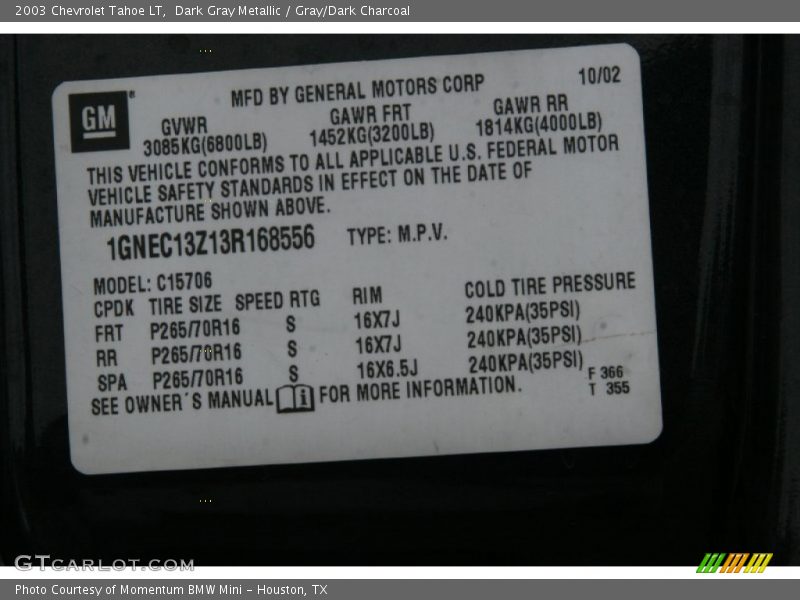 2003 Chevrolet Tahoe LT, Dark Gray Metallic / Gray/Dark Charcoal
GM® MFD BY GENERAL MOTORS CORP 10/02
GVWR GAWR FRT GAWR RR
3085KG(6800LB) 1452KG(3200LB) 1814KG(4000LB)
THIS VEHICLE CONFORMS TO ALL APPLICABLE U.S. FEDERAL MOTOR
VEHICLE SAFETY STANDARDS IN EFFECT ON THE DATE OF
MANUFACTURE SHOWN ABOVE.
1GNEC13Z13R168556 TYPE: M.P.V.
MODEL: C15706
CPDK TIRE SIZE SPEED RTG RIM COLD TIRE PRESSURE
FRT P265/70R16 S 16X7J 240KPA(35PSI)
RR P265/70R16 S 16X7J 240KPA(35PSI)
SPA P265/70R16 S 16X6.5J 240KPA(35PSI)
SEE OWNER'S MANUAL i FOR MORE INFORMATION.
F 366
T 355
GTCARLOT.COM
Photo Courtesy of Momentum BMW Mini - Houston, TX